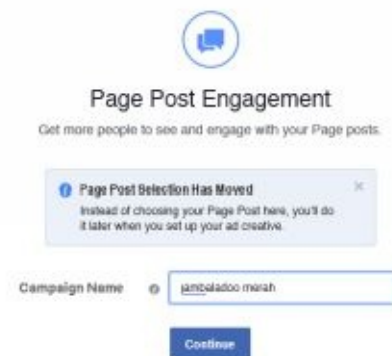 Page Post Engagement
Get more people to see and engage with your Page posts.
Page Post Selection Has Moved
Instead of choosing your Page Post here, you'll do
it later when you set up your ad creative.
Campaign Name
jambaladoo merah
Continue